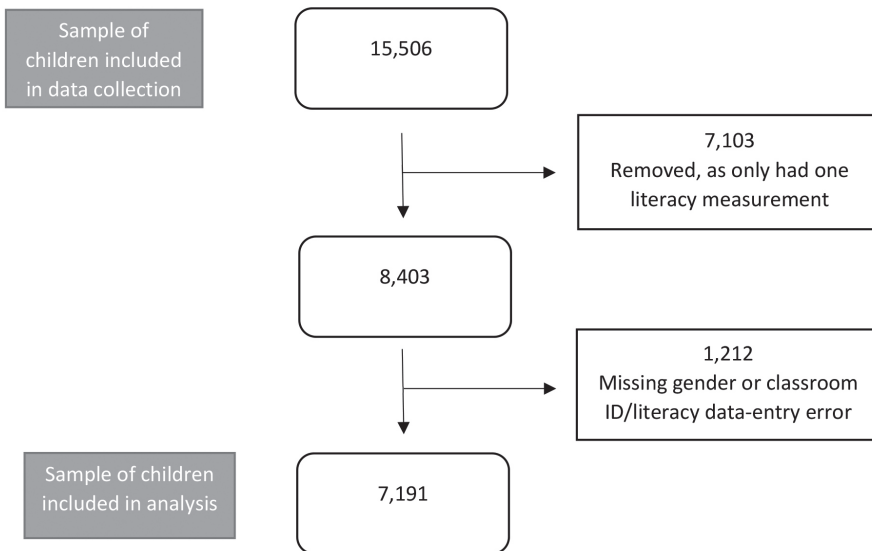 Sample of
children included
in data collection
15,506
7,103
Removed, as only had one
literacy measurement
8,403
1,212
Missing gender or classroom
ID/literacy data-entry error
Sample of children
included in analysis
7,191